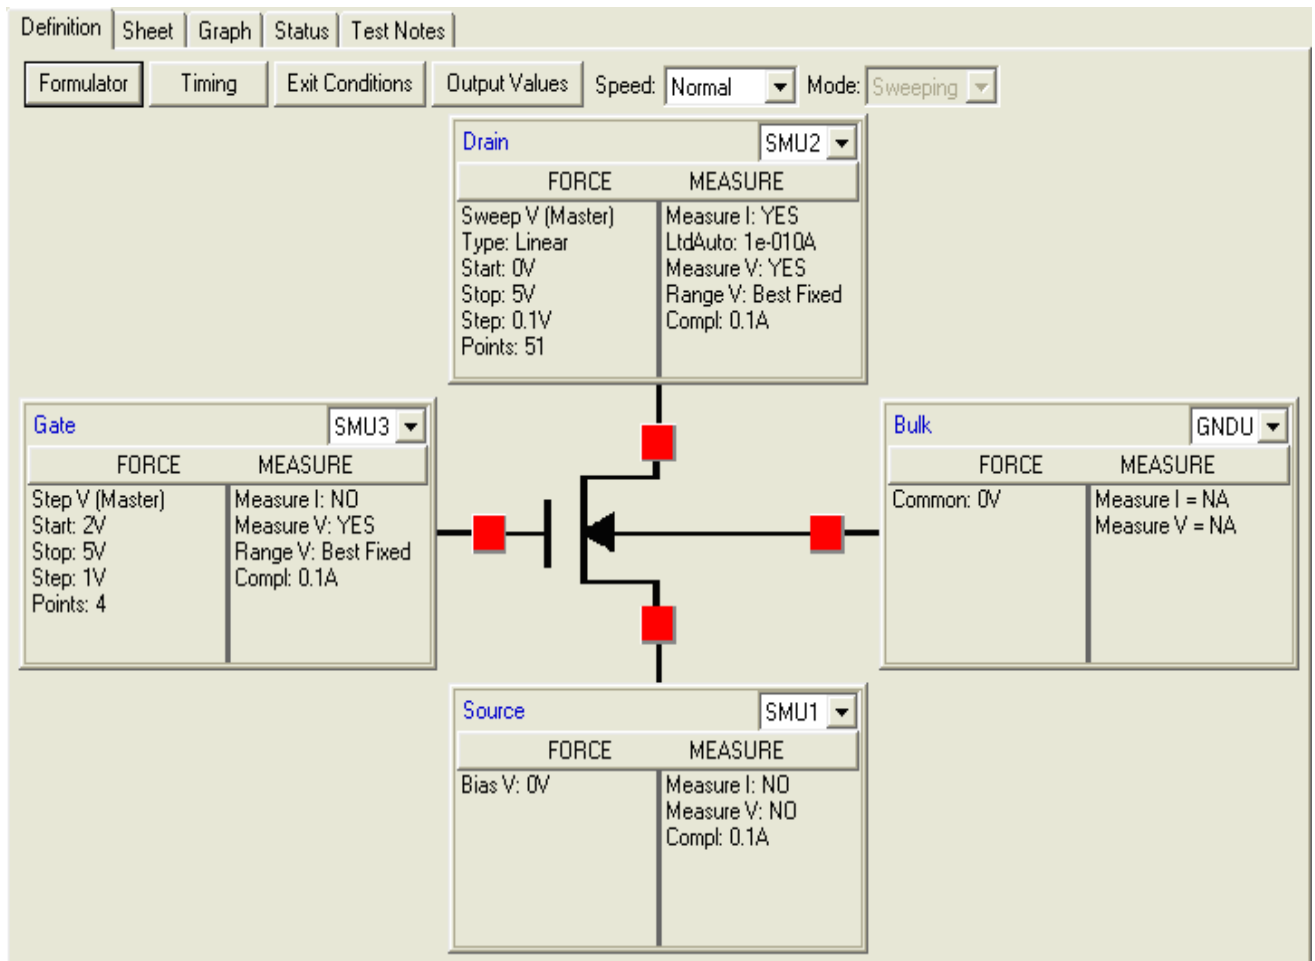 Definition Sheet Graph Status Test Notes
Formulator Timing Exit Conditions Output Values Speed: Normal Mode: Sweeping
Drain SMU2
FORCE MEASURE
Sweep V (Master) Measure I: YES
Type: Linear LtdAuto: 1e-010A
Start: 0V Measure V: YES
Stop: 5V Range V: Best Fixed
Step: 0.1V Compl: 0.1A
Points: 51
Gate SMU3
FORCE MEASURE
Step V (Master) Measure I: NO
Start: 2V Measure V: YES
Stop: 5V Range V: Best Fixed
Step: 1V Compl: 0.1A
Points: 4
Bulk GNDU
FORCE MEASURE
Common: 0V Measure I = NA
Measure V = NA
Source SMU1
FORCE MEASURE
Bias V: 0V Measure I: NO
Measure V: NO
Compl: 0.1A